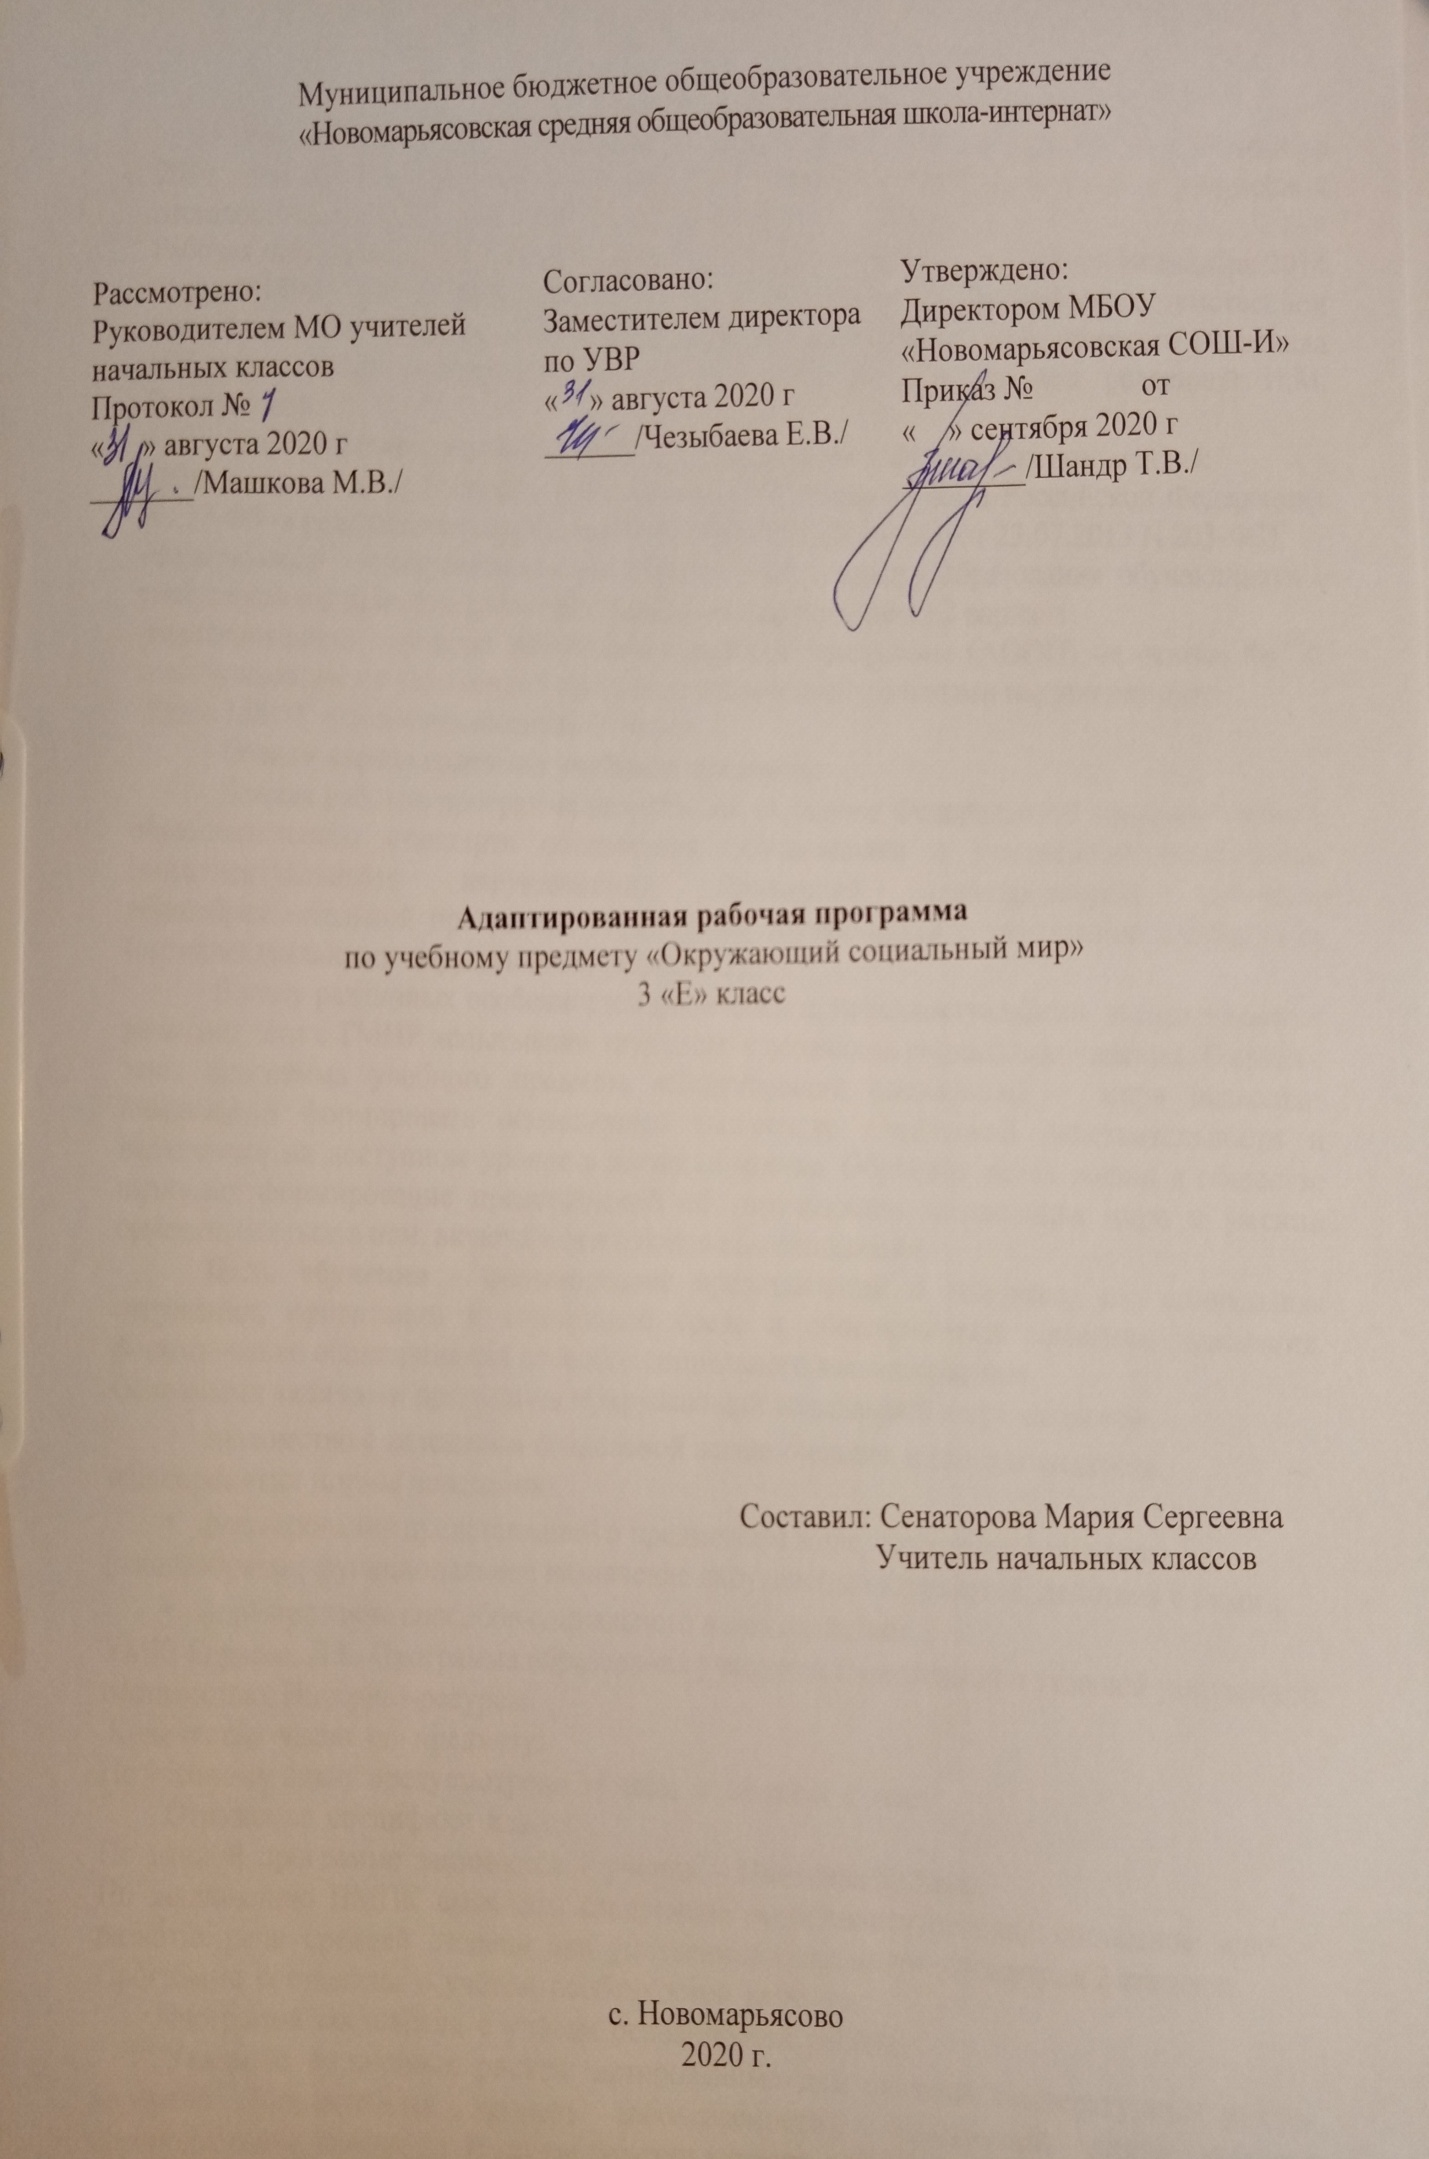 Муниципальное бюджетное общеобразовательное учреждение
«Новомарьясовская средняя общеобразовательная школа-интернат»
Рассмотрено:
Руководителем МО учителей
начальных классов
Протокол № 1
«31» августа 2020 г
/Машкова М.В./
Согласовано:
Заместителем директора
по УВР
«31» августа 2020 г
/Чезыбаева Е.В./
Утверждено:
Директором МБОУ
«Новомарьясовская СОШ-И»
Приказ № от
« » сентября 2020 г
/Шандр Т.В./
Адаптированная рабочая программа
по учебному предмету «Окружающий социальный мир»
3 «Е» класс
Составил: Сенаторова Мария Сергеевна
Учитель начальных классов
с. Новомарьясово
2020 г.